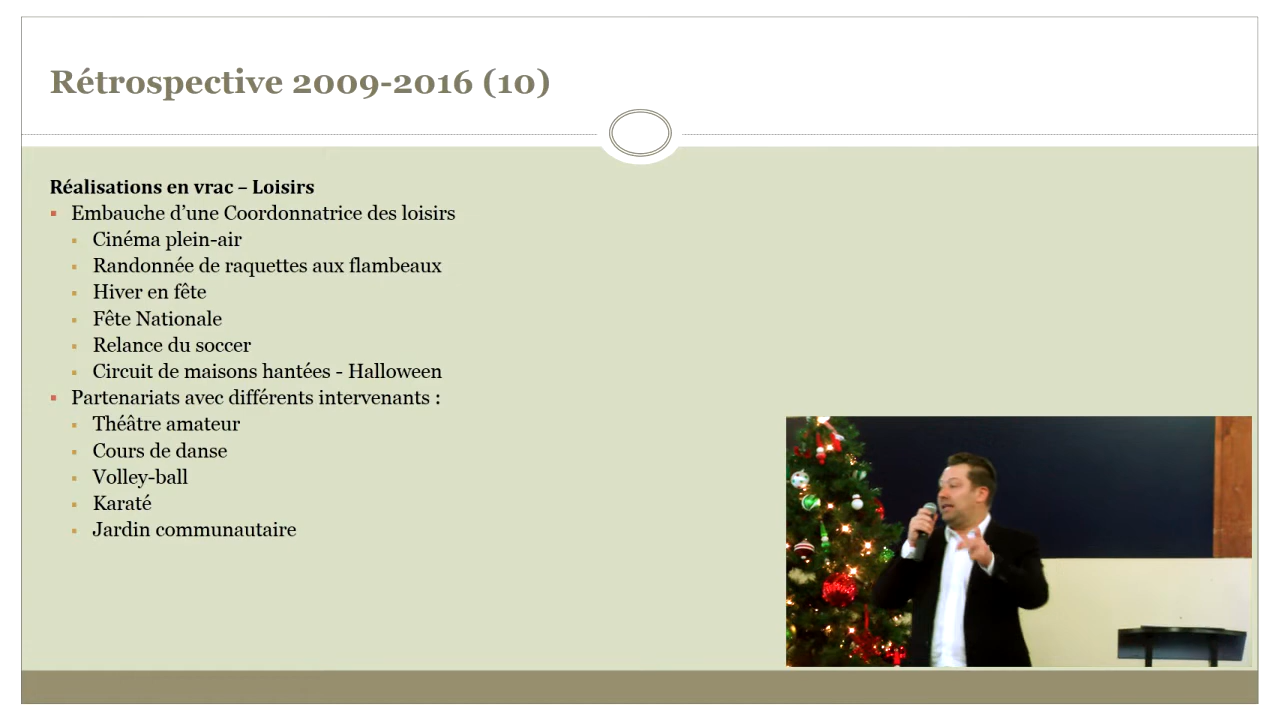 Rétrospective 2009-2016 (10)
Réalisations en vrac – Loisirs
Embauche d’une Coordonnatrice des loisirs
Cinéma plein-air
Randonnée de raquettes aux flambeaux
Hiver en fête
Fête Nationale
Relance du soccer
Circuit de maisons hantées - Halloween
Partenariats avec différents intervenants :
Théâtre amateur
Cours de danse
Volley-ball
Karaté
Jardin communautaire